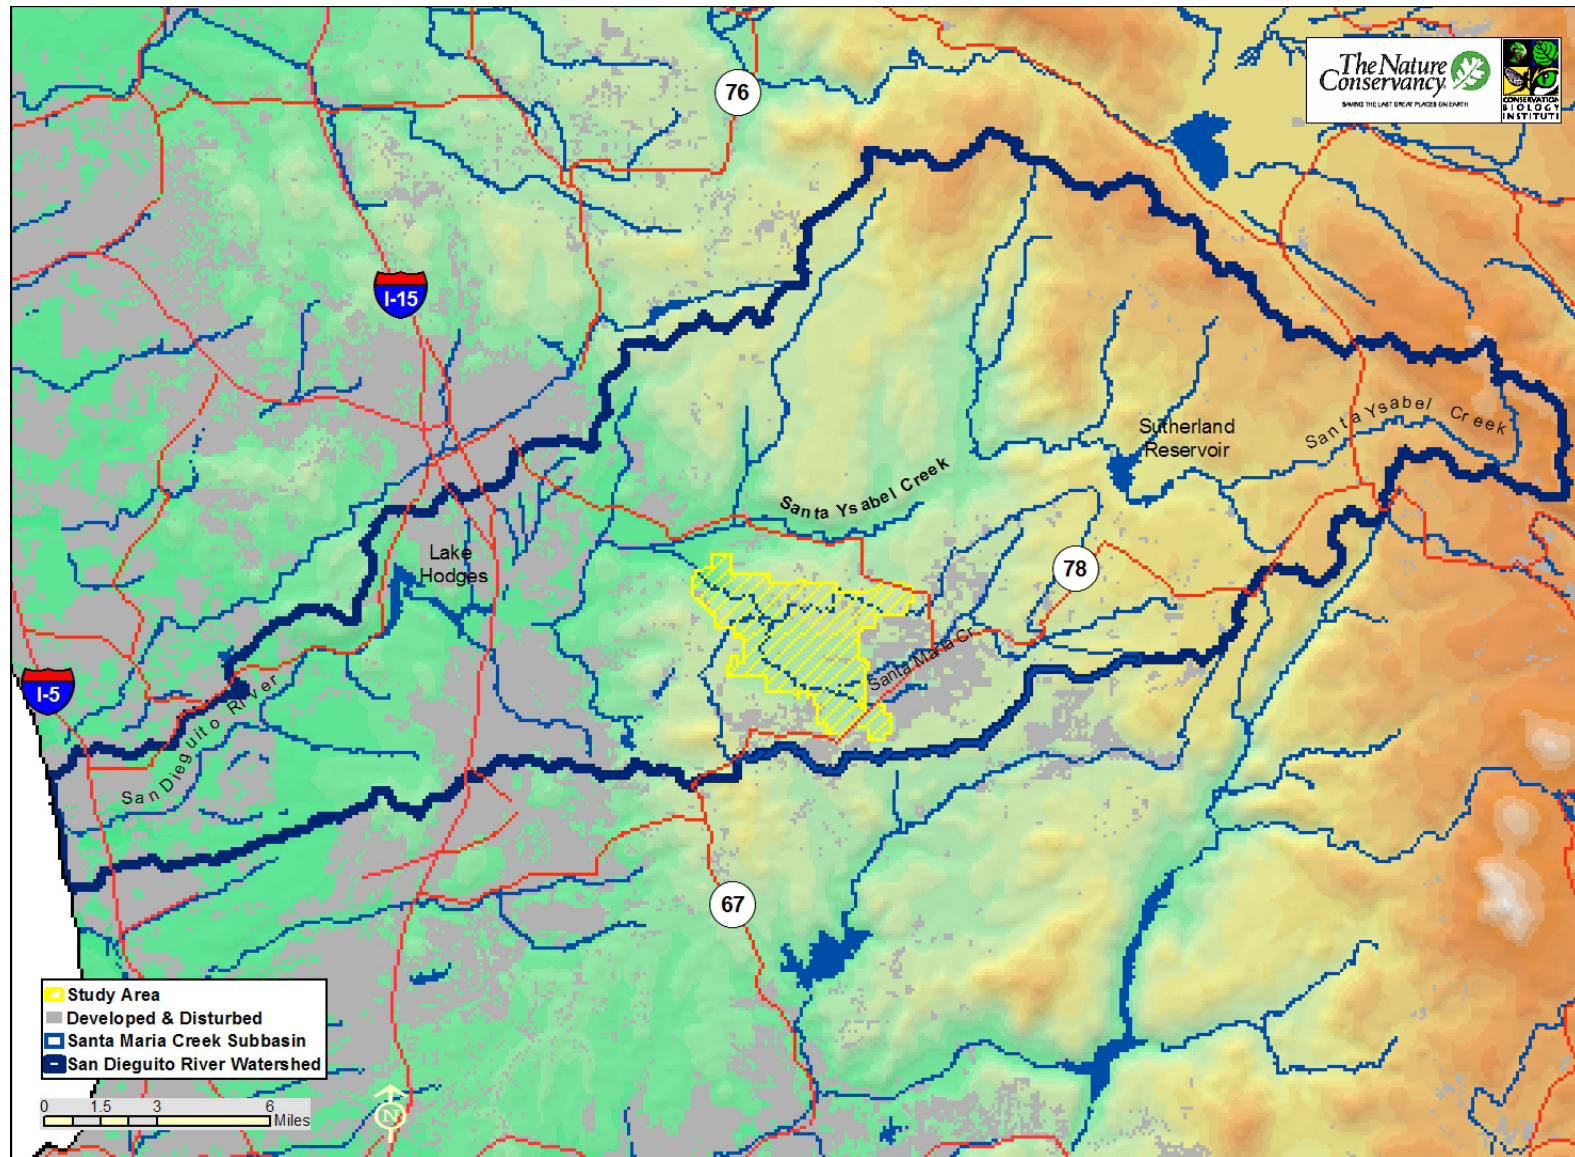 The Nature
Conservancy
SAVING THE LAST GREAT PLACES ON EARTH
CONSERVATION
BIOLOGY
INSTITUTE
76
I-15
Sutherland
Reservoir
Santa Ysabel Creek
Santa Ysabel Creek
Lake
Hodges
78
Santa Maria Cr.
I-5
San Dieguito River
67
Study Area
Developed & Disturbed
Santa Maria Creek Subbasin
San Dieguito River Watershed
0 1.5 3 6
Miles
N